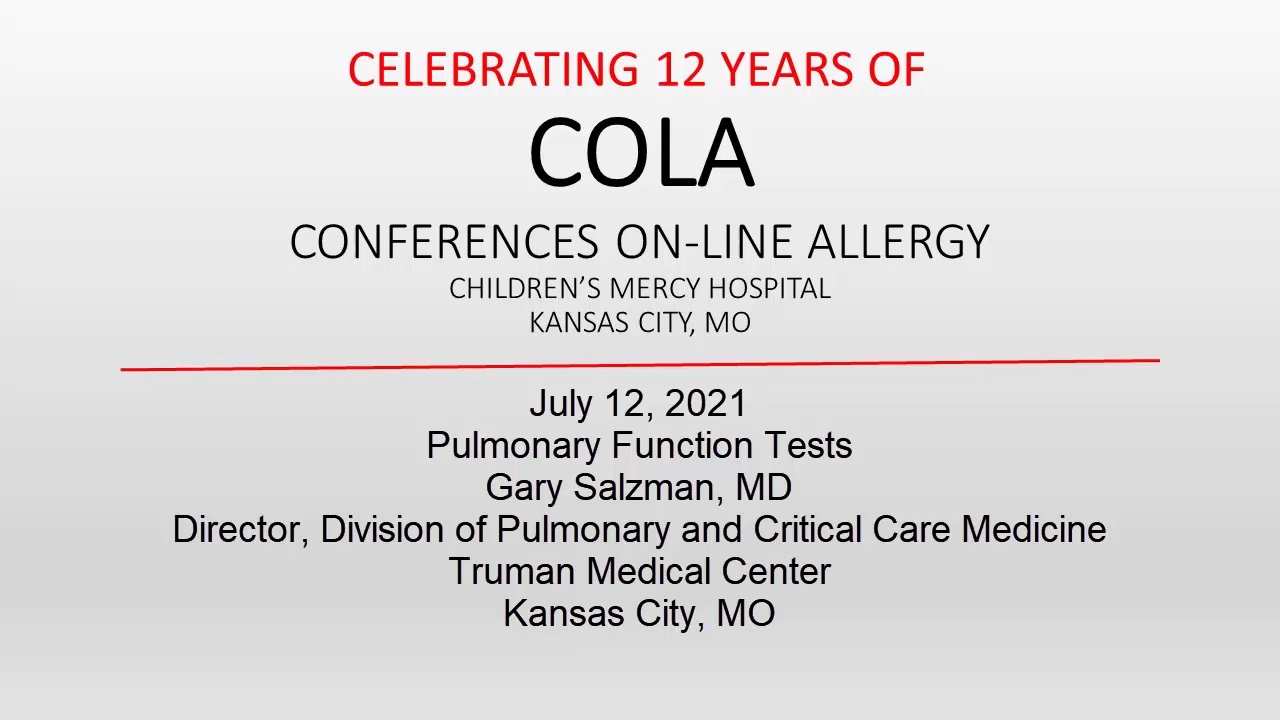 CELEBRATING 12 YEARS OF
COLA
CONFERENCES ON-LINE ALLERGY
CHILDREN’S MERCY HOSPITAL
KANSAS CITY, MO
July 12, 2021
Pulmonary Function Tests
Gary Salzman, MD
Director, Division of Pulmonary and Critical Care Medicine
Truman Medical Center
Kansas City, MO